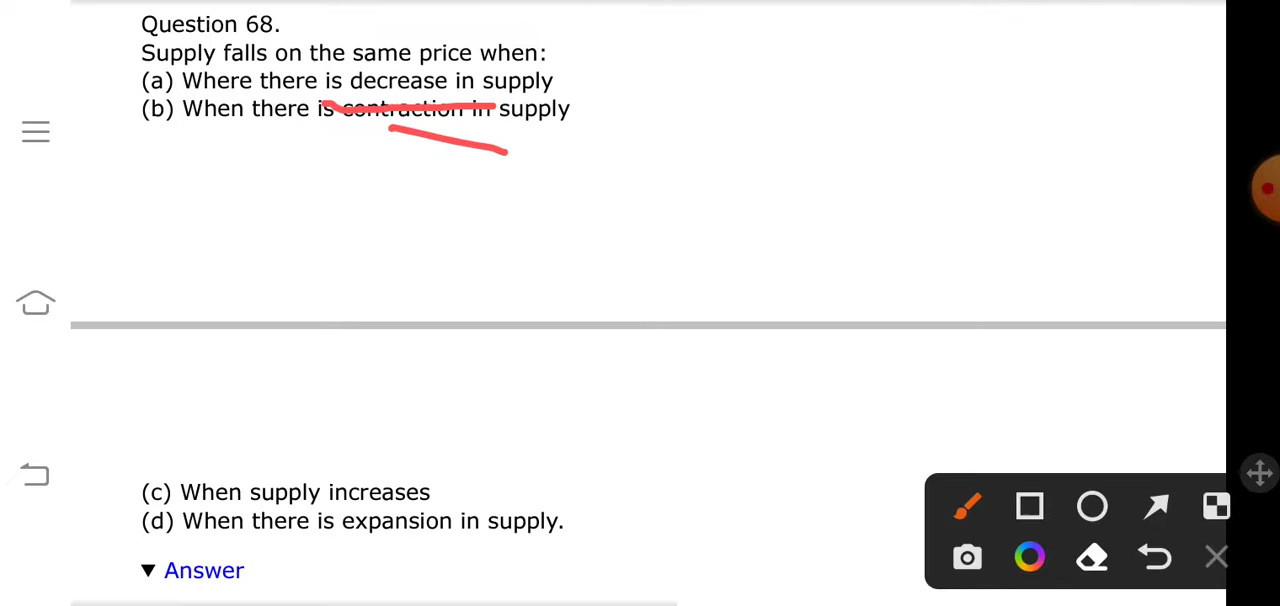 Question 68.
Supply falls on the same price when:
(a) Where there is decrease in supply
(b) When there is contraction in supply
(c) When supply increases
(d) When there is expansion in supply.
▼ Answer